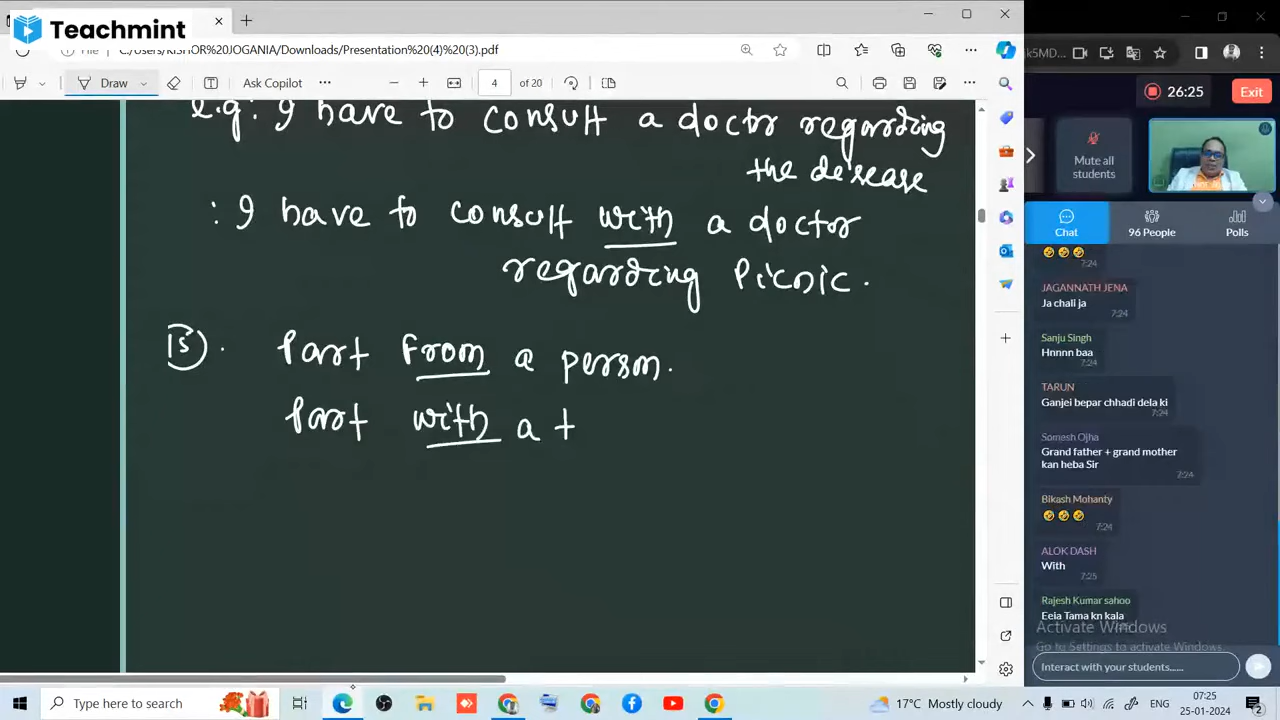 Teachmint
File
C:/Users/KISHOR%20JOGANIA/Downloads/Presentation%20(4)%20(3).pdf
Draw
Ask Copilot
4
of 20
e.g: I have to consult a doctor regarding
the desease
: I have to consult with a doctor
regarding Picnic.
15). Part From a person.
Part with a t
k5MD
26:25
Exit
Mute all
students
Chat
96 People
Polls
🤣🤣🤣
7:24
JAGANNATH JENA
Ja chali ja
7:24
Sanju Singh
Hnnnn baa
7:24
TARUN
Ganjei bepar chhadi dela ki
7:24
Somesh Ojha
Grand father + grand mother
kan heba Sir
7:24
Bikash Mohanty
🤣🤣🤣
7:24
ALOK DASH
With
7:25
Rajesh Kumar sahoo
Eeia Tama kn kala
Activate Windows
Go to Settings to activate Windows.
Interact with your students......
Type here to search
17°C Mostly cloudy
ENG
07:25
25-01-2024
2